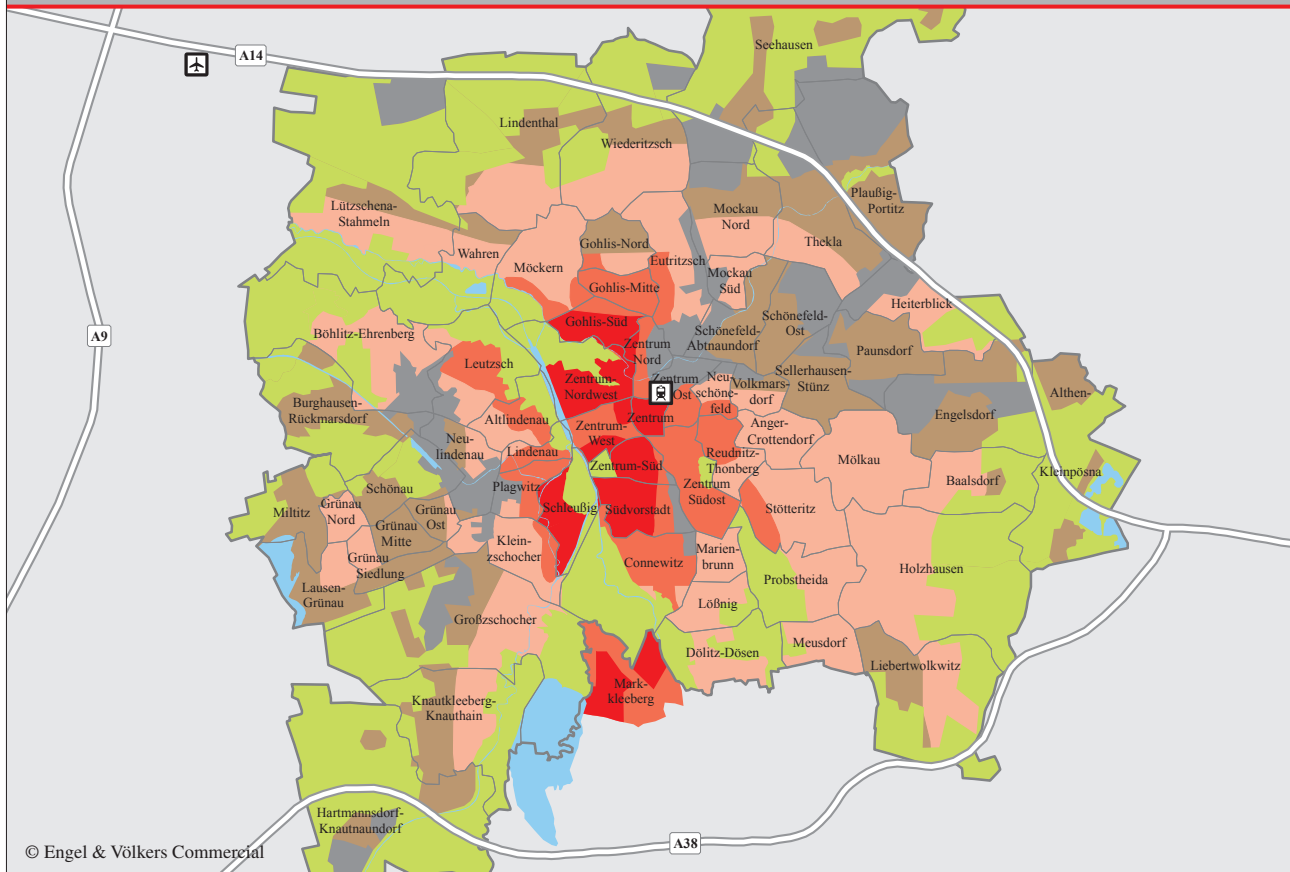 Seehausen
A14
Lindenthal
Wiederitzsch
Plaußig-
Portitz
Lützschena-
Stahmeln
Mockau
Nord
Thekla
Gohlis-Nord
Wahren
Eutritzsch
Möckern
Mockau
Süd
Gohlis-Mitte
Heiterblick
Gohlis-Süd
Schönefeld-
Ost
Böhlitz-Ehrenberg
Schönefeld-
Abtnaundorf
A9
Zentrum
Nord
Paunsdorf
Leutzsch
Sellerhausen-
Stünz
Zentrum-
Nordwest
Zentrum
Ost
Neu-
schöne-
feld
Volkmars-
dorf
Althen-
Burghausen-
Rückmarsdorf
Engelsdorf
Altlindenau
Zentrum
Zentrum-
West
Anger-
Crottendorf
Neu-
lindenau
Lindenau
Reudnitz-
Thonberg
Mölkau
Zentrum-Süd
Kleinpösna
Baalsdorf
Schönau
Plagwitz
Zentrum
Südost
Miltitz
Grünau
Nord
Grünau
Ost
Schleußig
Südvorstadt
Stötteritz
Grünau
Mitte
Klein-
zschocher
Marien-
brunn
Grünau
Siedlung
Connewitz
Holzhausen
Probstheida
Lausen-
Grünau
Lößnig
Großzschocher
Meusdorf
Dölitz-Dösen
Liebertwolkwitz
Mark-
kleeberg
Knautkleeberg-
Knauthain
Hartmannsdorf-
Knautnaundorf
A38
© Engel & Völkers Commercial